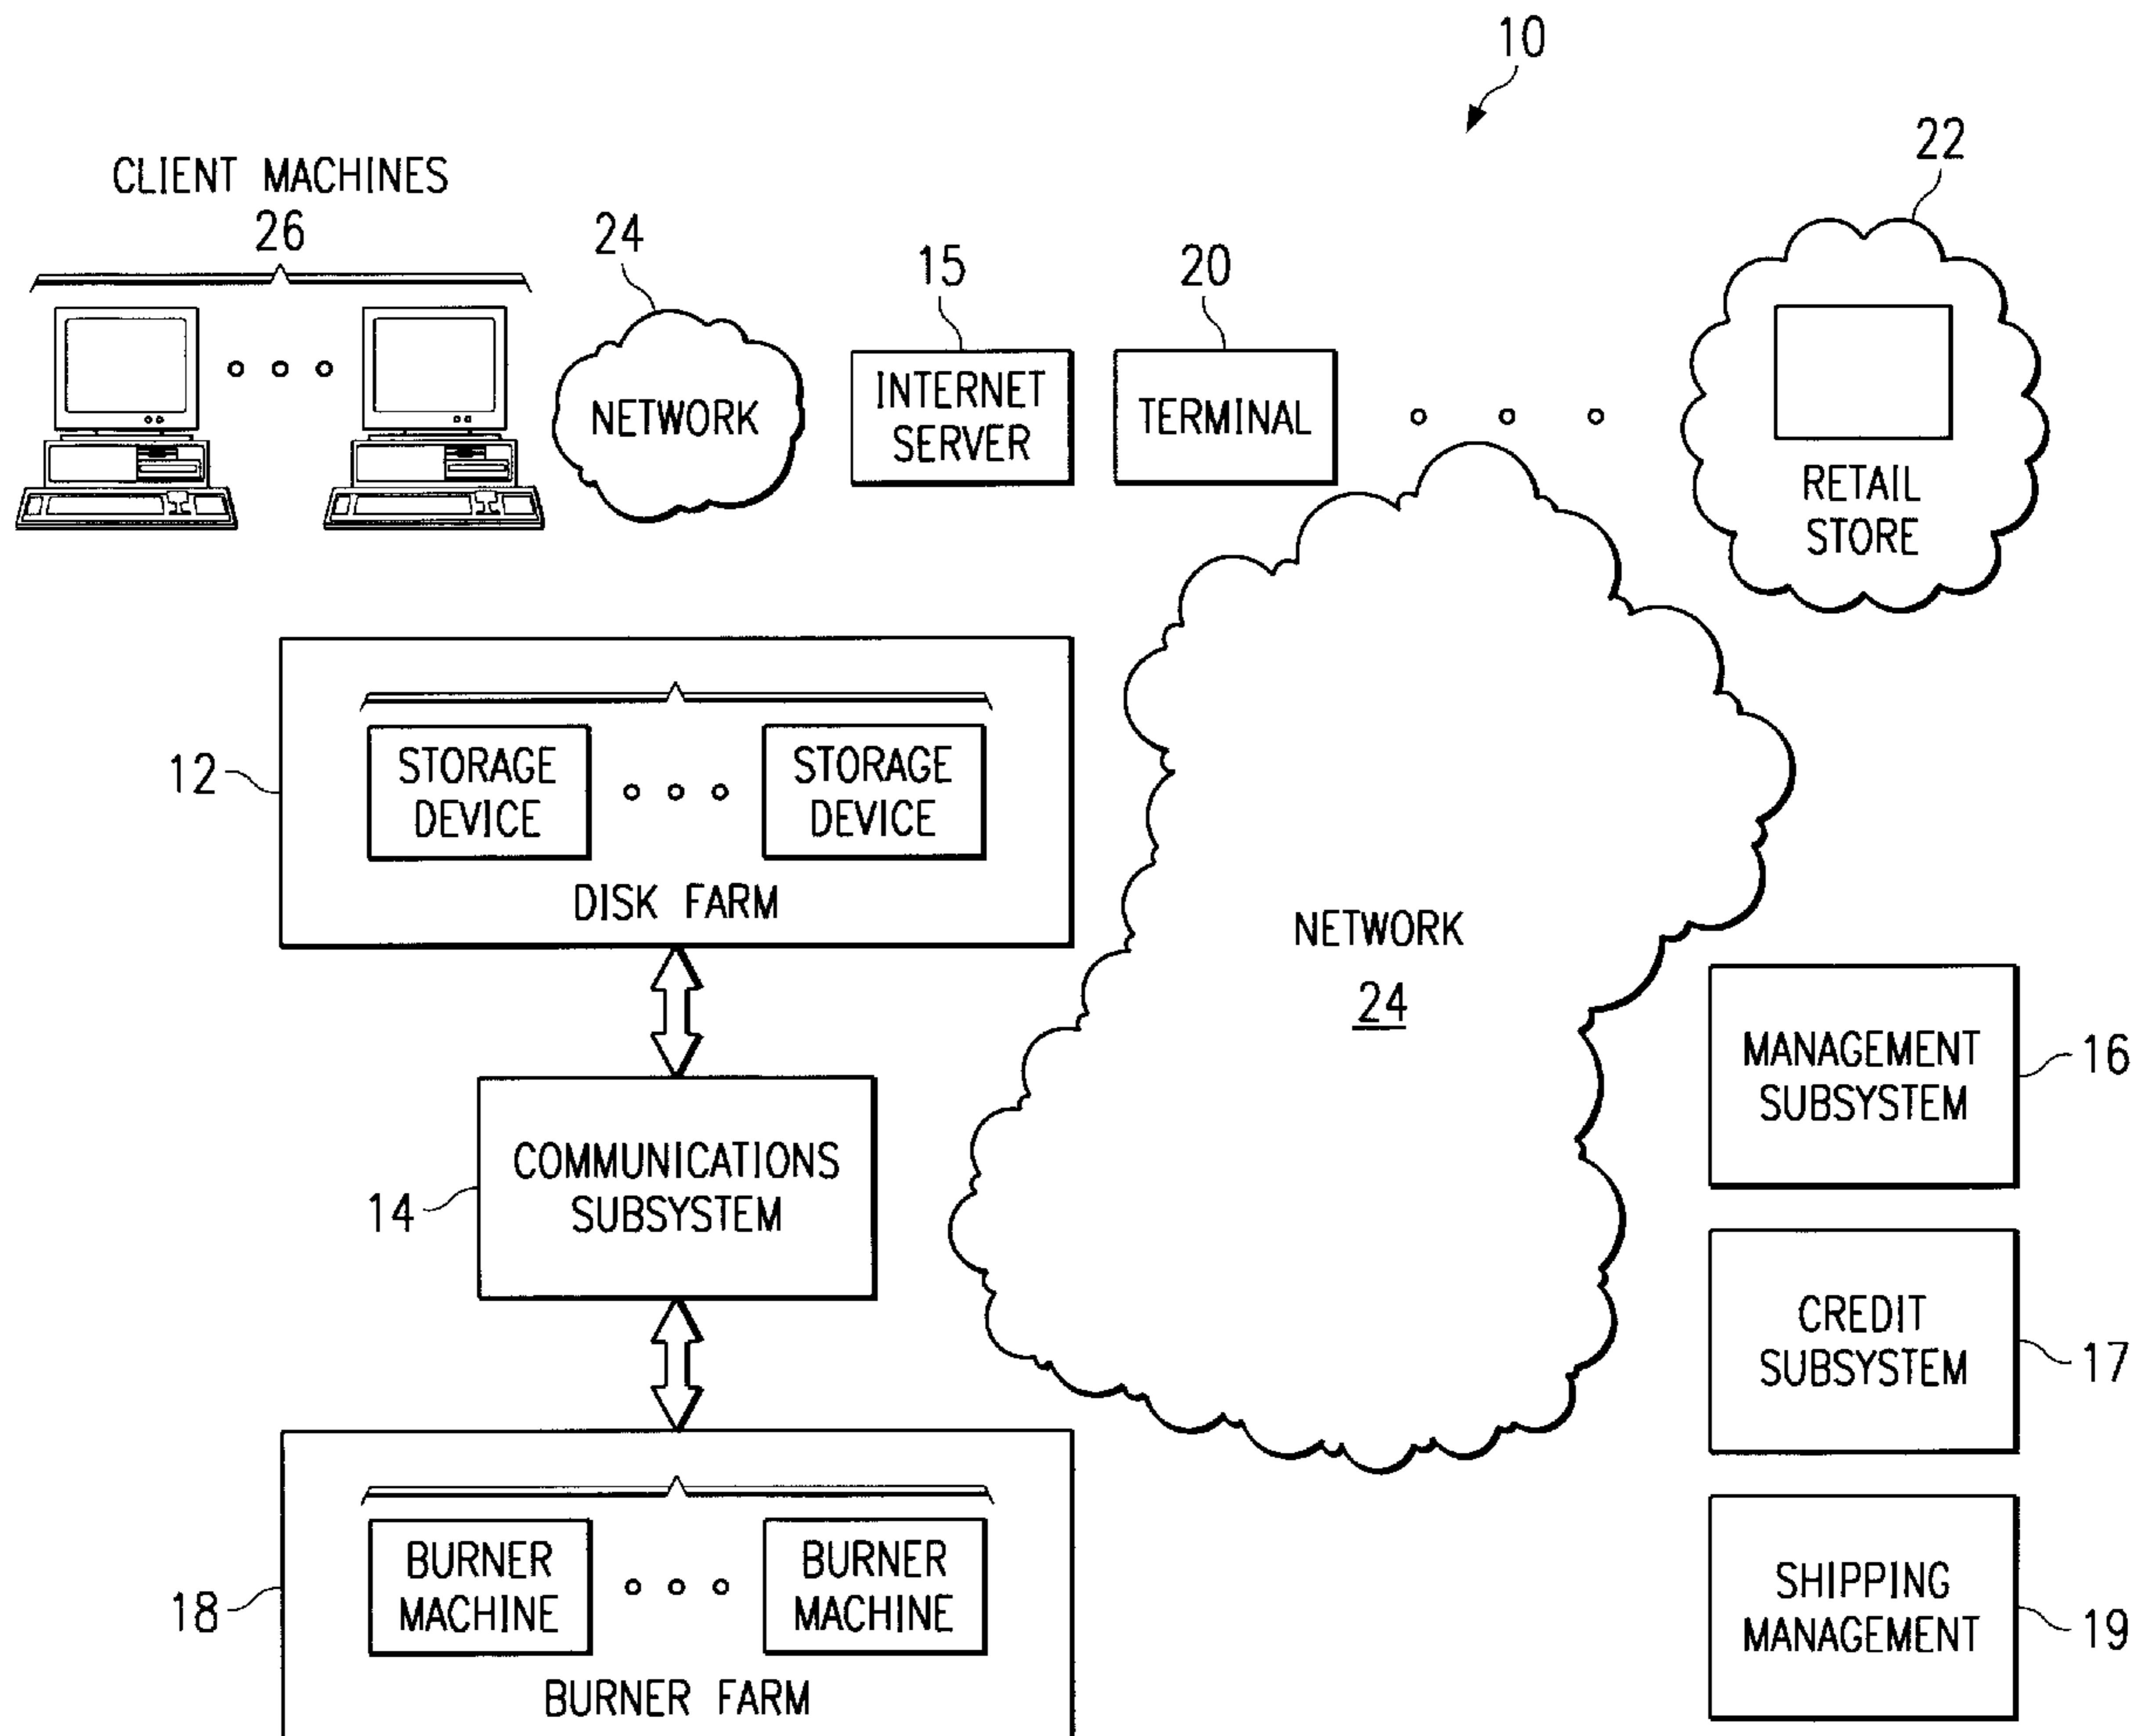 10
22
CLIENT MACHINES
26
24
15
20
NETWORK
INTERNET
SERVER
TERMINAL
RETAIL
STORE
12
STORAGE
DEVICE
STORAGE
DEVICE
DISK FARM
NETWORK
24
14
COMMUNICATIONS
SUBSYSTEM
MANAGEMENT
SUBSYSTEM
16
CREDIT
SUBSYSTEM
17
18
BURNER
MACHINE
BURNER
MACHINE
BURNER FARM
SHIPPING
MANAGEMENT
19